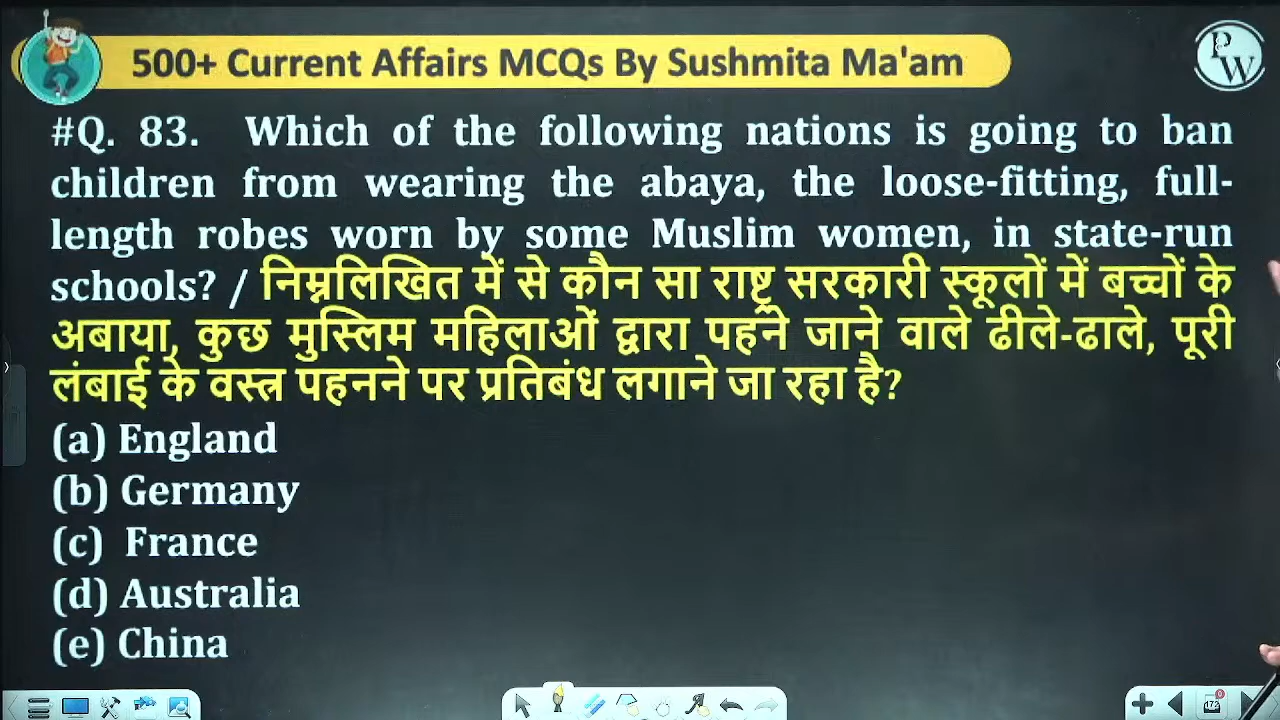 500+ Current Affairs MCQs By Sushmita Ma'am
PW
#Q. 83. Which of the following nations is going to ban
children from wearing the abaya, the loose-fitting, full-
length robes worn by some Muslim women, in state-run
schools? / निम्नलिखित में से कौन सा राष्ट्र सरकारी स्कूलों में बच्चों के
अबाया, कुछ मुस्लिम महिलाओं द्वारा पहने जाने वाले ढीले-ढाले, पूरी
लंबाई के वस्त्र पहनने पर प्रतिबंध लगाने जा रहा है?
(a) England
(b) Germany
(c) France
(d) Australia
(e) China